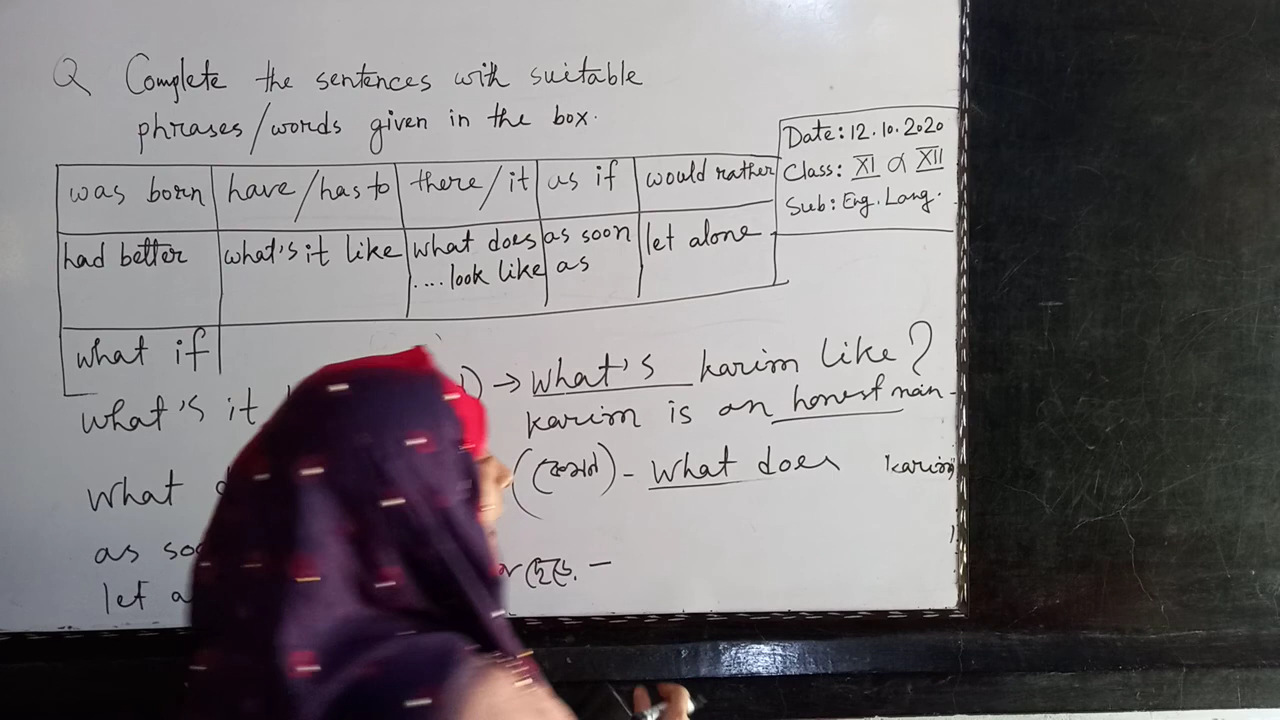 Q Complete the sentences with suitable
phrases/words given in the box.
Date: 12.10.2020
Class: XI & XII
Sub: Eng. Lang.
was born have/has to there/it as if would rather
had better what's it like what does as soon let alone
....look like as
what if
what's it → what's karim like?
karim is an honest man
what (কেমন) - what does karim
as so
let a